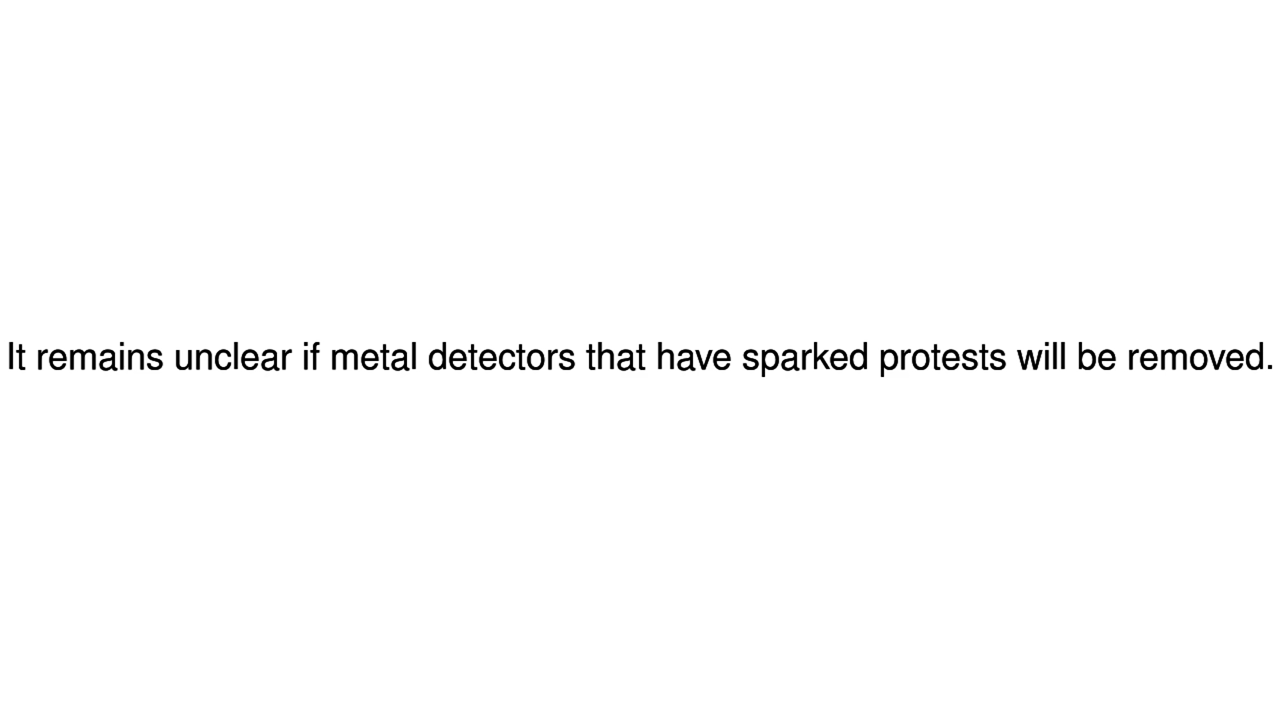 It remains unclear if metal detectors that have sparked protests will be removed.